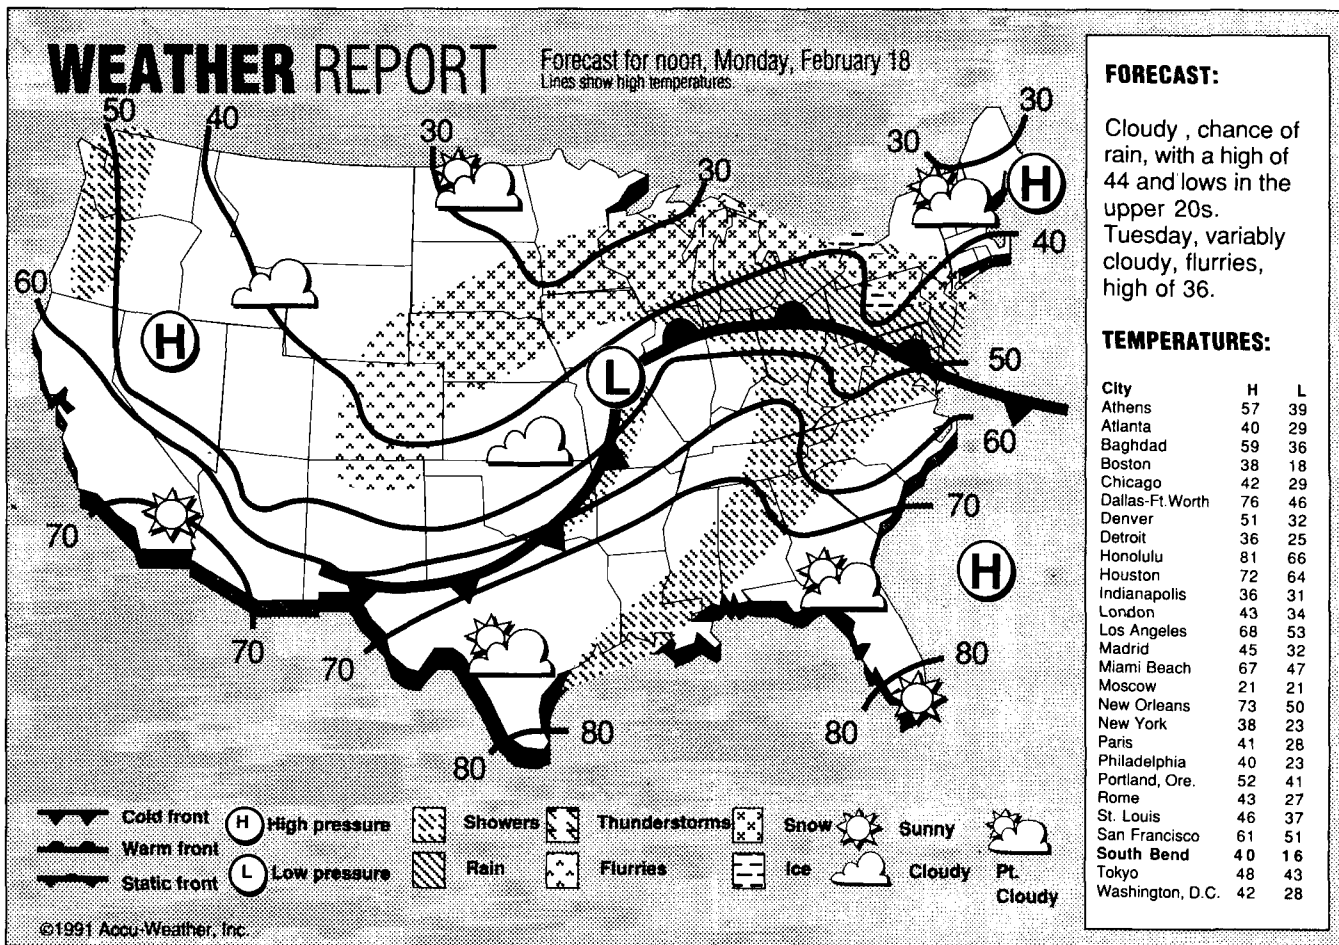 WEATHER REPORT
Forecast for noon, Monday, February 18
Lines show high temperatures.
50
40
30
30
30
30
H
40
60
H
L
50
60
70
70
H
70
70
80
80
80
80
Cold front
Warm front
Static front
H High pressure
L Low pressure
Showers
Rain
Thunderstorms
Flurries
Snow
Ice
Sunny
Cloudy
Pt.
Cloudy
©1991 Accu-Weather, Inc.
FORECAST:
Cloudy , chance of
rain, with a high of
44 and lows in the
upper 20s.
Tuesday, variably
cloudy, flurries,
high of 36.
TEMPERATURES:
City H L
Athens 57 39
Atlanta 40 29
Baghdad 59 36
Boston 38 18
Chicago 42 29
Dallas-Ft.Worth 76 46
Denver 51 32
Detroit 36 25
Honolulu 81 66
Houston 72 64
Indianapolis 36 31
London 43 34
Los Angeles 68 53
Madrid 45 32
Miami Beach 67 47
Moscow 21 21
New Orleans 73 50
New York 38 23
Paris 41 28
Philadelphia 40 23
Portland, Ore. 52 41
Rome 43 27
St. Louis 46 37
San Francisco 61 51
South Bend 40 16
Tokyo 48 43
Washington, D.C. 42 28